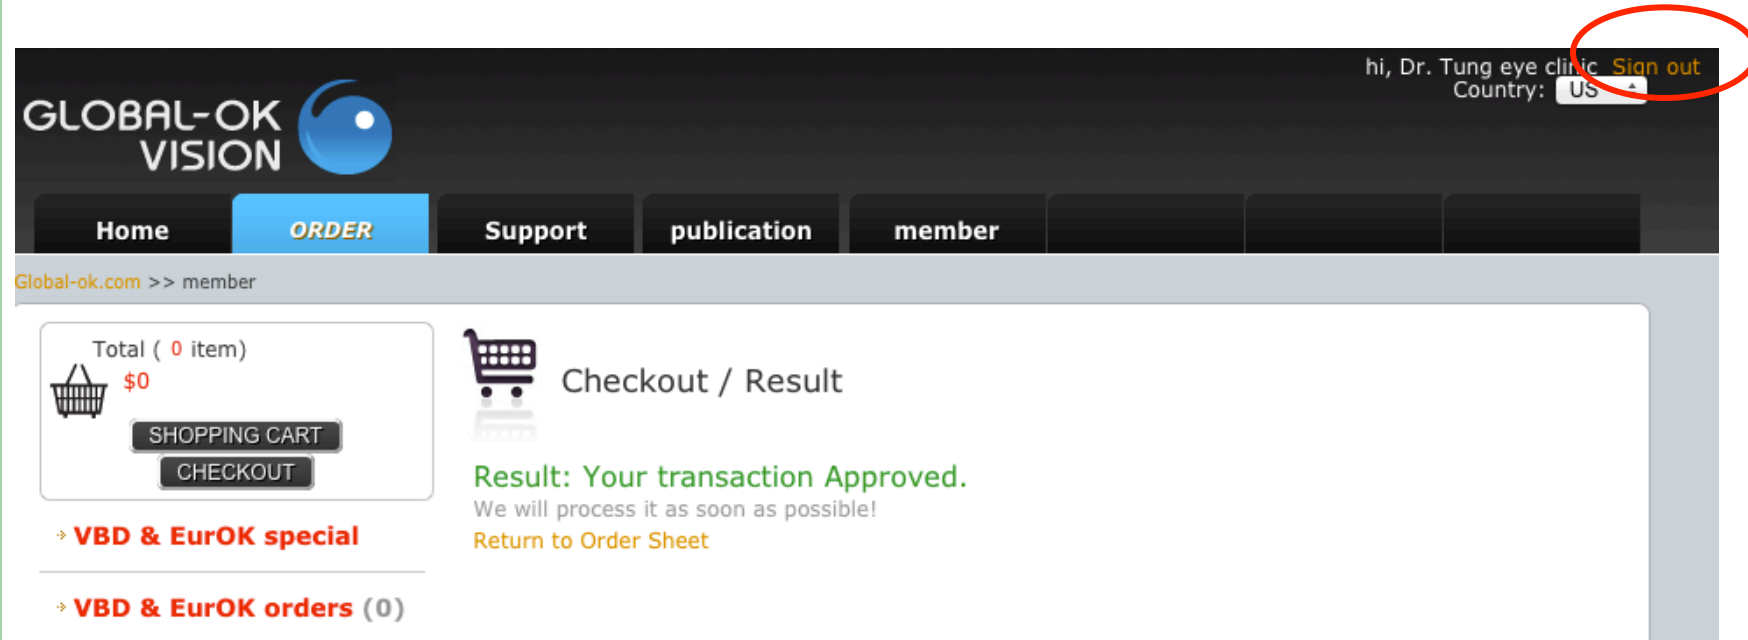 hi, Dr. Tung eye clinic Sign out
Country: US
GLOBAL-OK
VISION
Home ORDER Support publication member
Global-ok.com >> member
Total ( 0 item)
$0
SHOPPING CART
CHECKOUT
VBD & EurOK special
VBD & EurOK orders (0)
Checkout / Result
Result: Your transaction Approved.
We will process it as soon as possible!
Return to Order Sheet